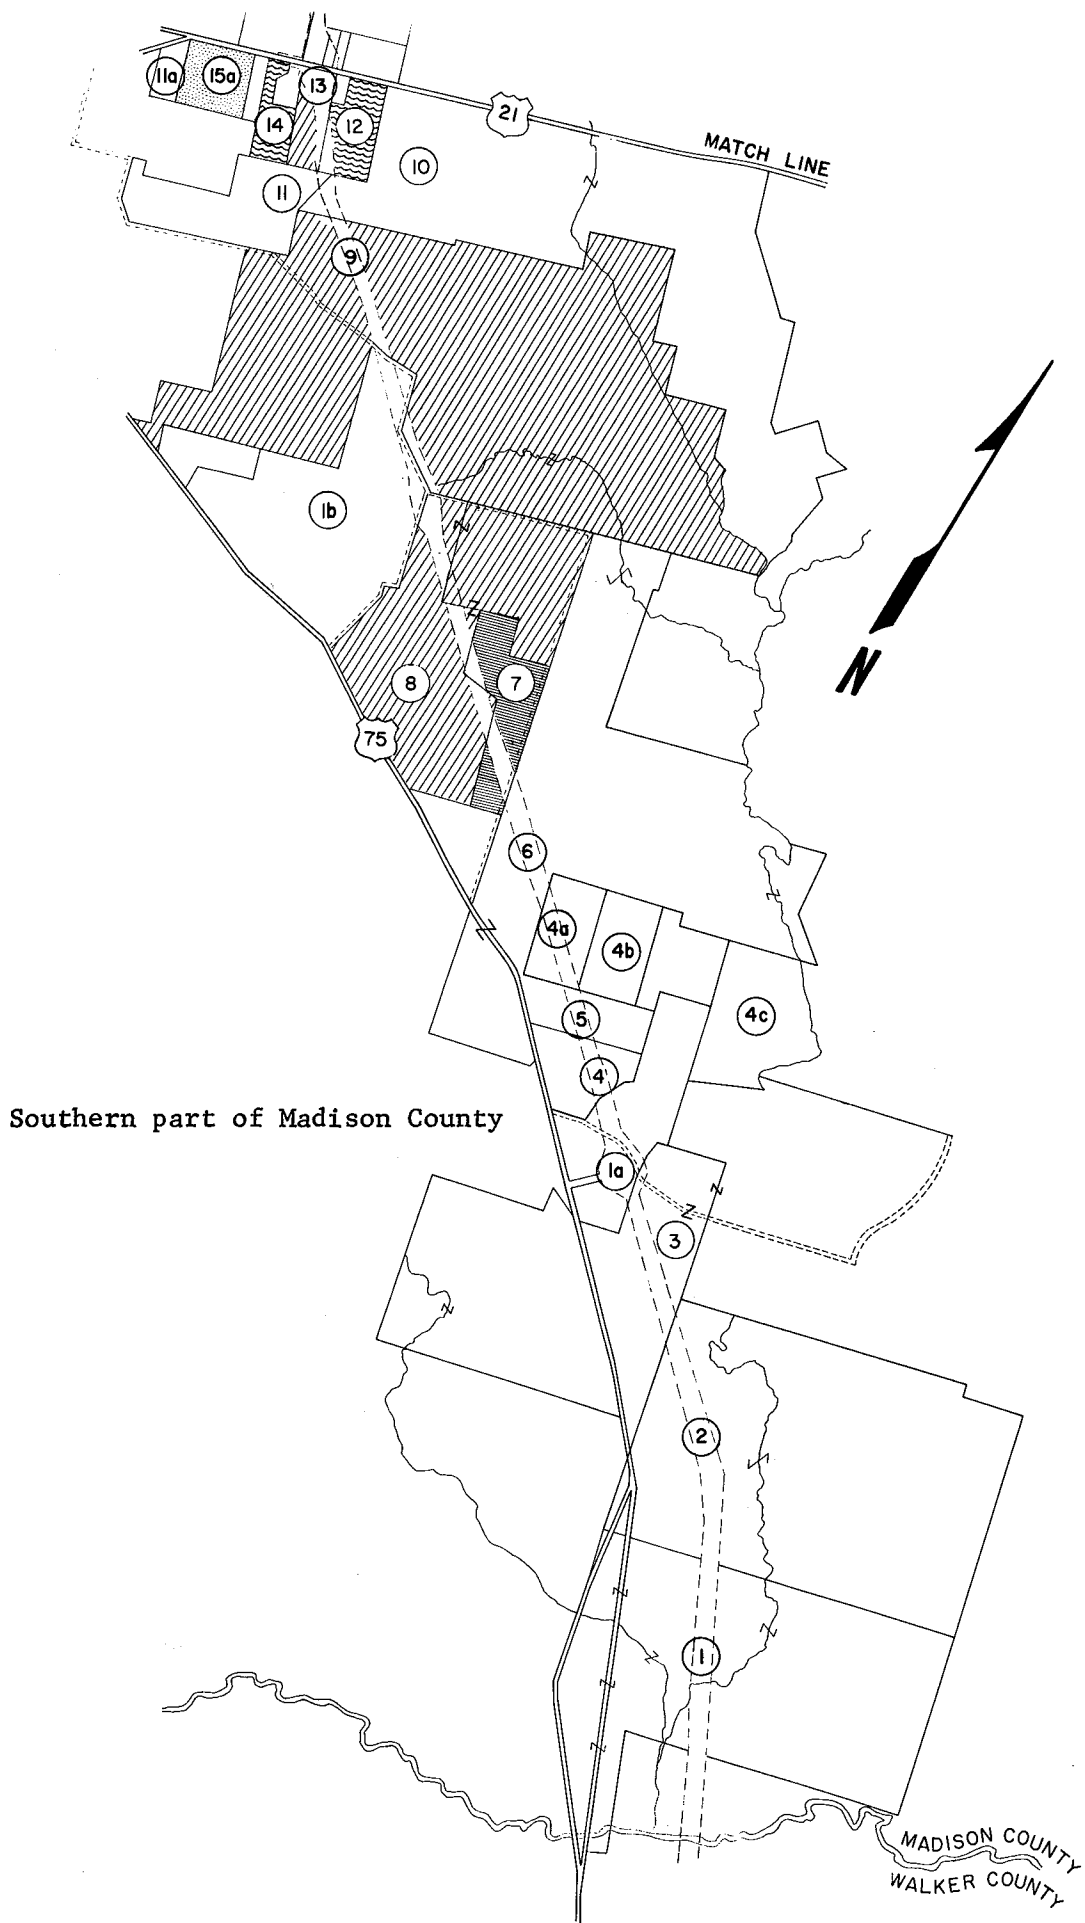 11a
15a
13
21
14
12
MATCH LINE
10
11
9
1b
N
8
7
75
6
4a
4b
5
4c
4
Southern part of Madison County
1a
3
2
1
MADISON COUNTY
WALKER COUNTY